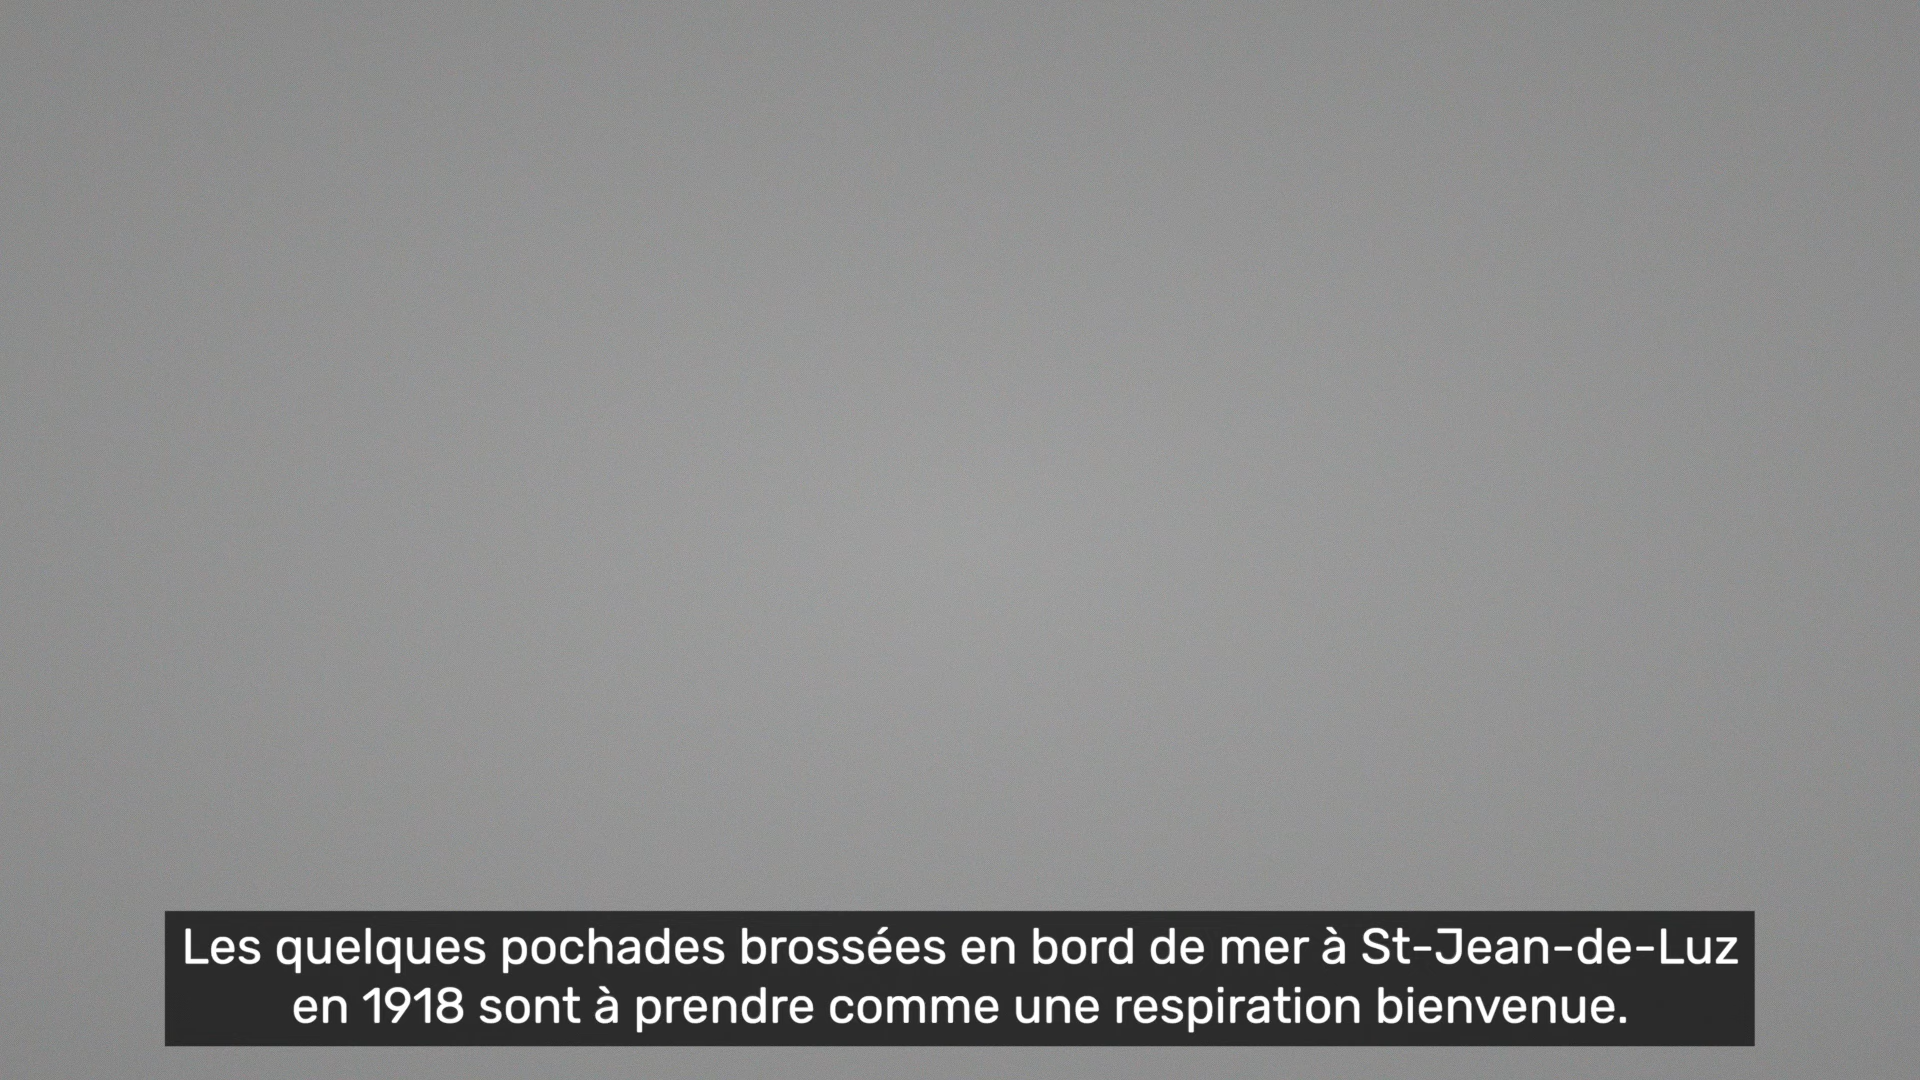 Les quelques pochades brossées en bord de mer à St-Jean-de-Luz
en 1918 sont à prendre comme une respiration bienvenue.